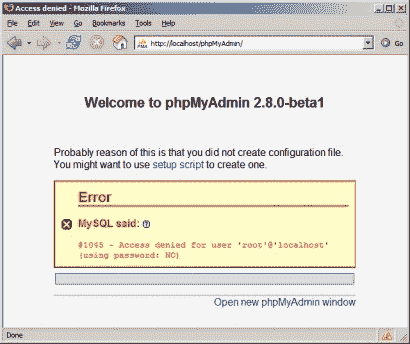 Access denied - Mozilla Firefox
File Edit View Go Bookmarks Tools Help
http://localhost/phpMyAdmin/ Go
Welcome to phpMyAdmin 2.8.0-beta1
Probably reason of this is that you did not create configuration file.
You might want to use setup script to create one.
Error
MySQL said:
#1045 - Access denied for user 'root'@'localhost'
(using password: NO)
Open new phpMyAdmin window
Done